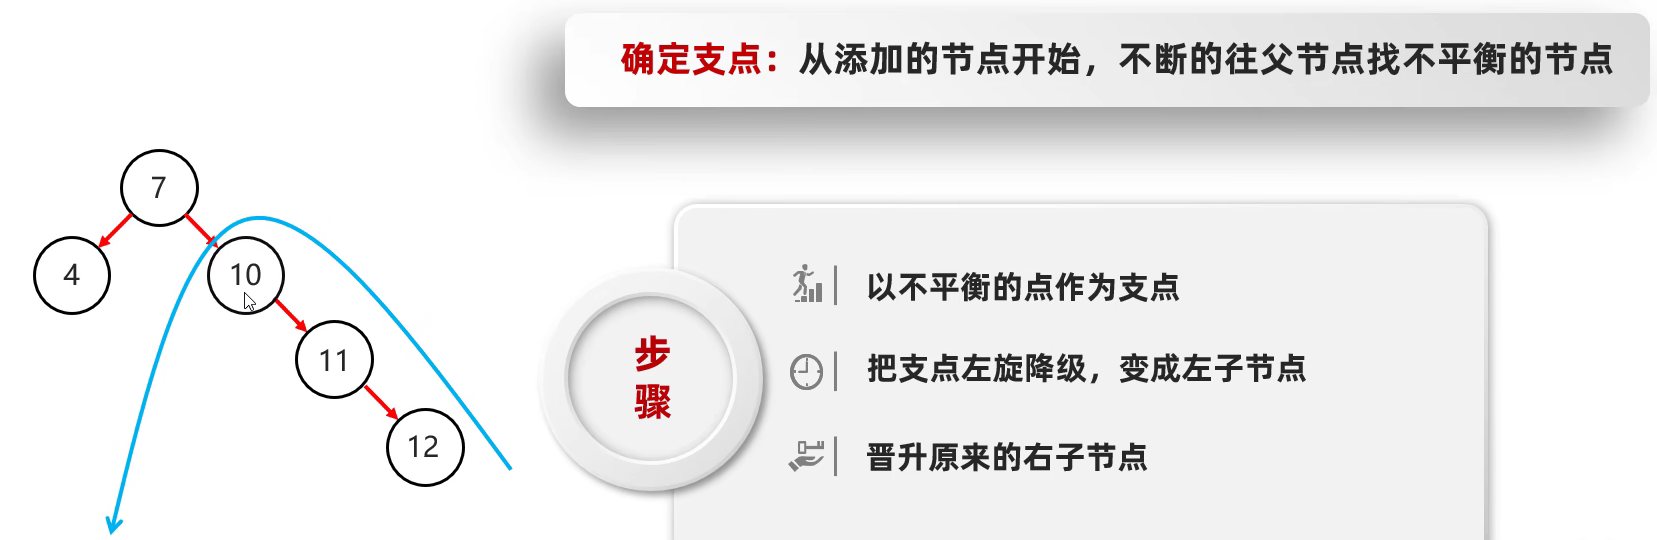 确定支点：从添加的节点开始，不断的往父节点找不平衡的节点
7
4
10
11
12
步
骤
以不平衡的点作为支点
把支点左旋降级，变成左子节点
晋升原来的右子节点